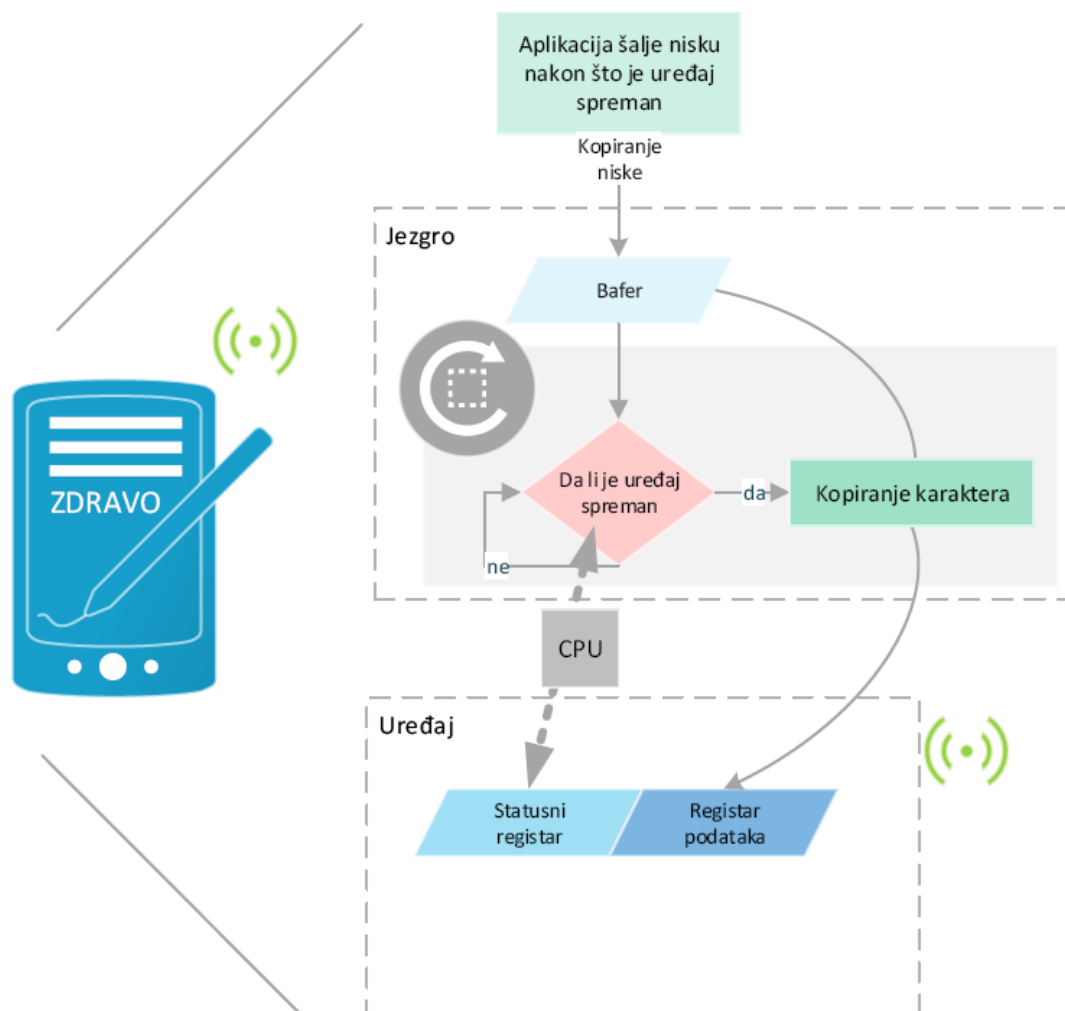 Aplikacija šalje nisku
nakon što je uređaj
spreman
Kopiranje
niske
Jezgro
Bafer
ZDRAVO
Da li je uređaj
spreman
da
Kopiranje karaktera
ne
CPU
Uređaj
Statusni
registar
Registar
podataka